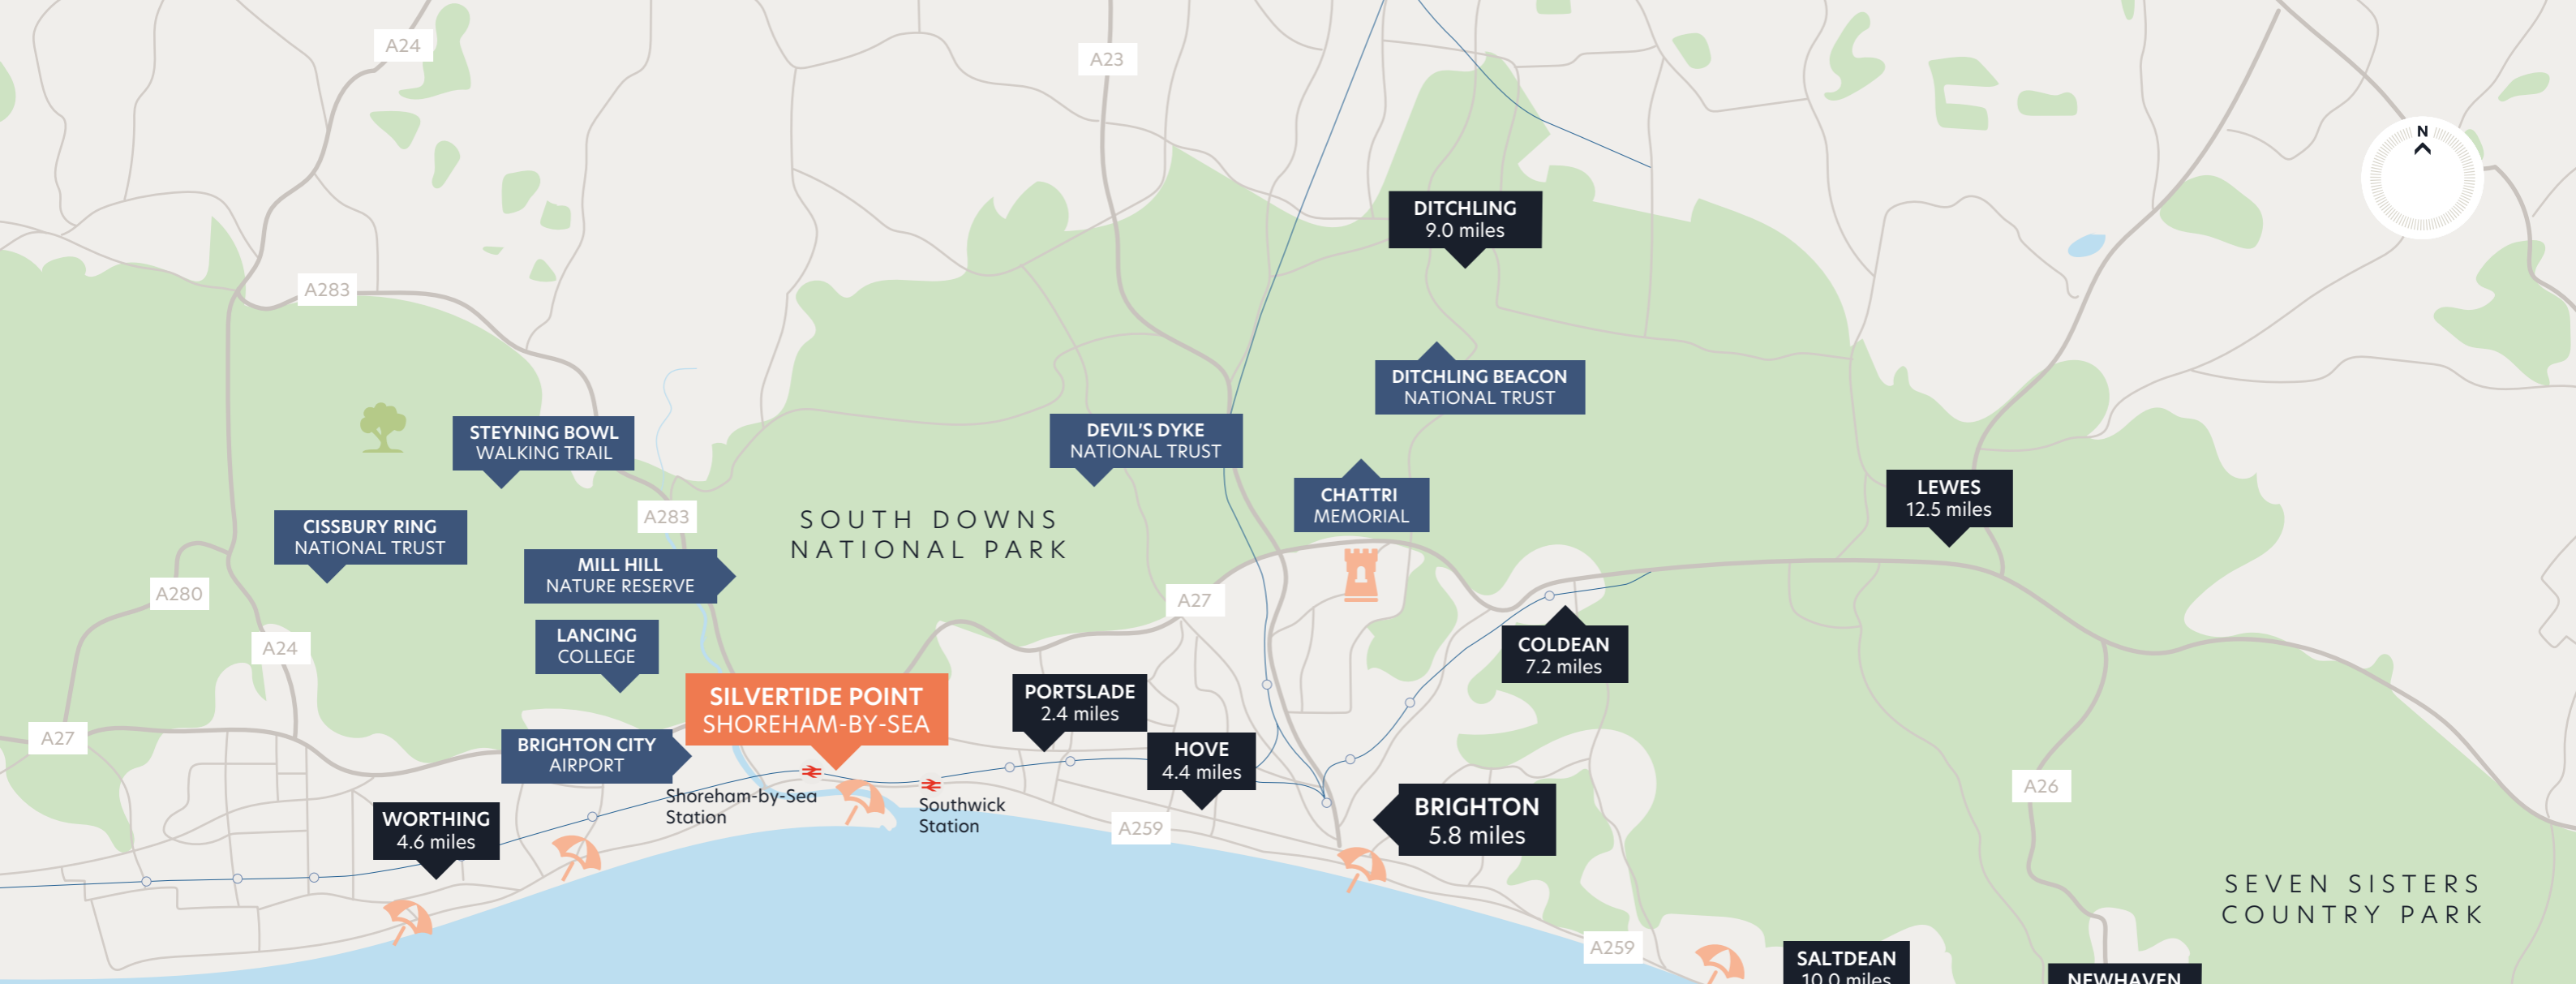 A24
A23
N
DITCHLING
9.0 miles
A283
DITCHLING BEACON
NATIONAL TRUST
STEYNING BOWL
WALKING TRAIL
DEVIL'S DYKE
NATIONAL TRUST
CHATTRI
MEMORIAL
LEWES
12.5 miles
CISSBURY RING
NATIONAL TRUST
A283
SOUTH DOWNS
NATIONAL PARK
MILL HILL
NATURE RESERVE
A280
A27
LANCING
COLLEGE
A24
COLDEAN
7.2 miles
SILVERTIDE POINT
SHOREHAM-BY-SEA
PORTSLADE
2.4 miles
A27
BRIGHTON CITY
AIRPORT
HOVE
4.4 miles
A26
Shoreham-by-Sea
Station
Southwick
Station
WORTHING
4.6 miles
A259
BRIGHTON
5.8 miles
SEVEN SISTERS
COUNTRY PARK
A259
SALTDEAN
10.0 miles
NEWHAVEN